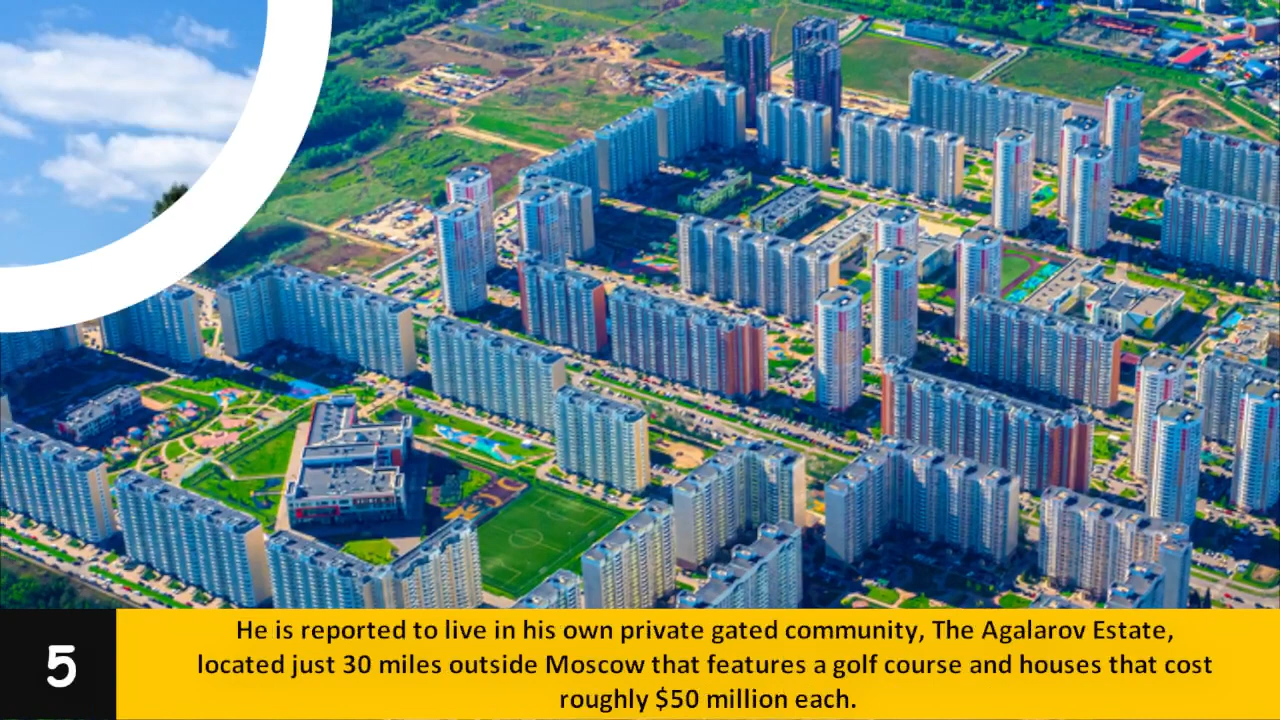 5
He is reported to live in his own private gated community, The Agalarov Estate,
located just 30 miles outside Moscow that features a golf course and houses that cost
roughly $50 million each.